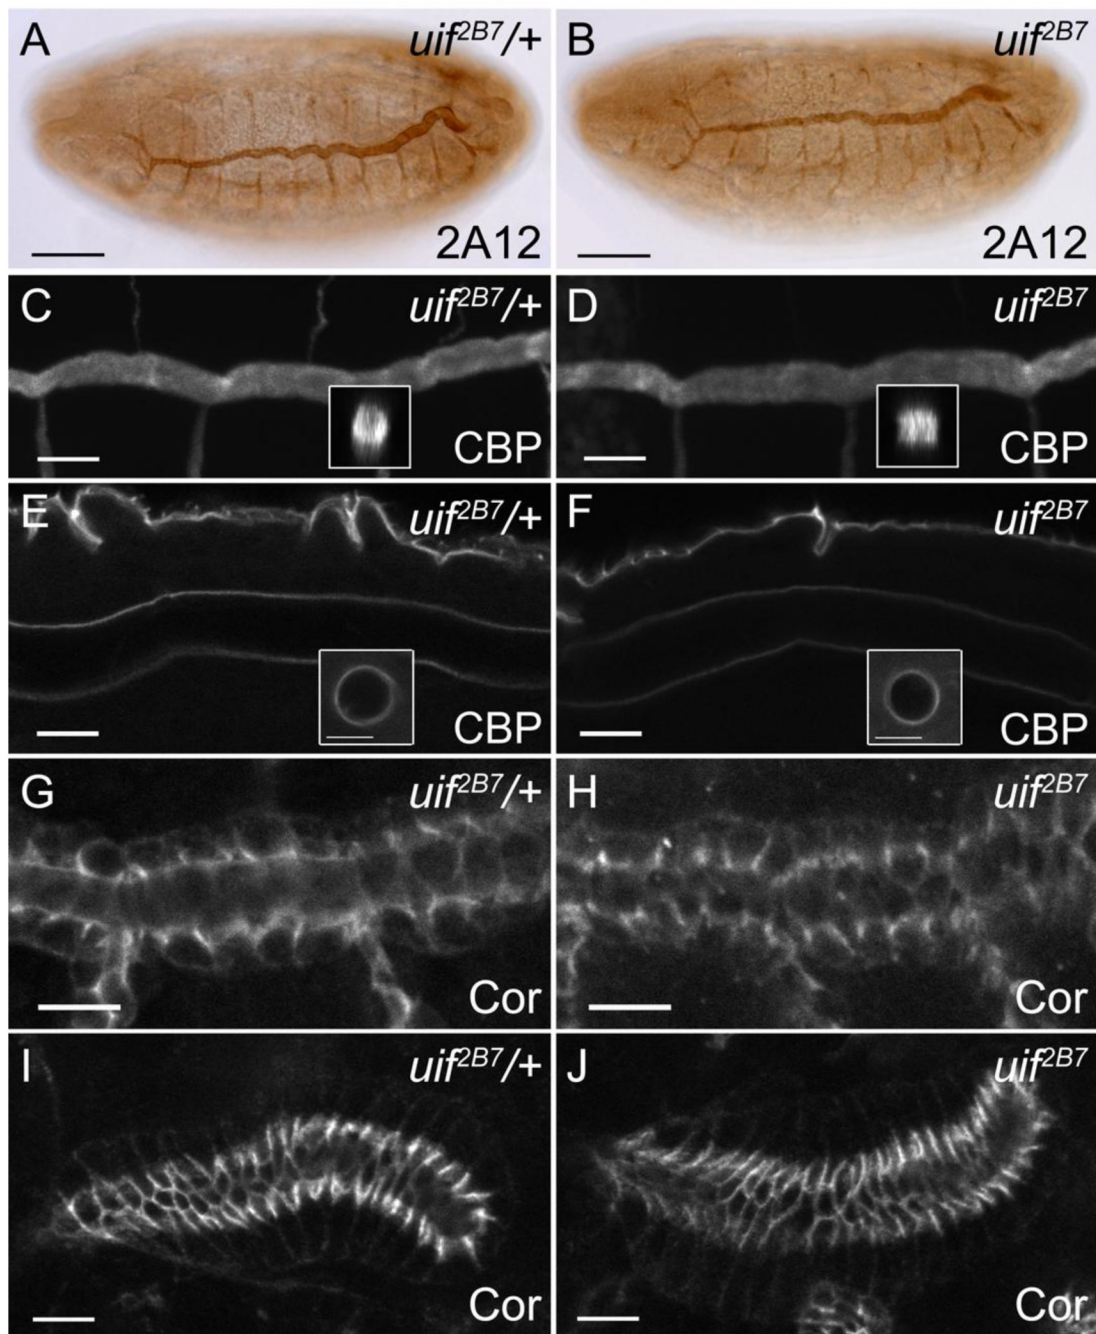 A uif2B7/+ B uif2B7
2A12 2A12
C uif2B7/+ D uif2B7
CBP CBP
E uif2B7/+ F uif2B7
CBP CBP
G uif2B7/+ H uif2B7
Cor Cor
I uif2B7/+ J uif2B7
Cor Cor